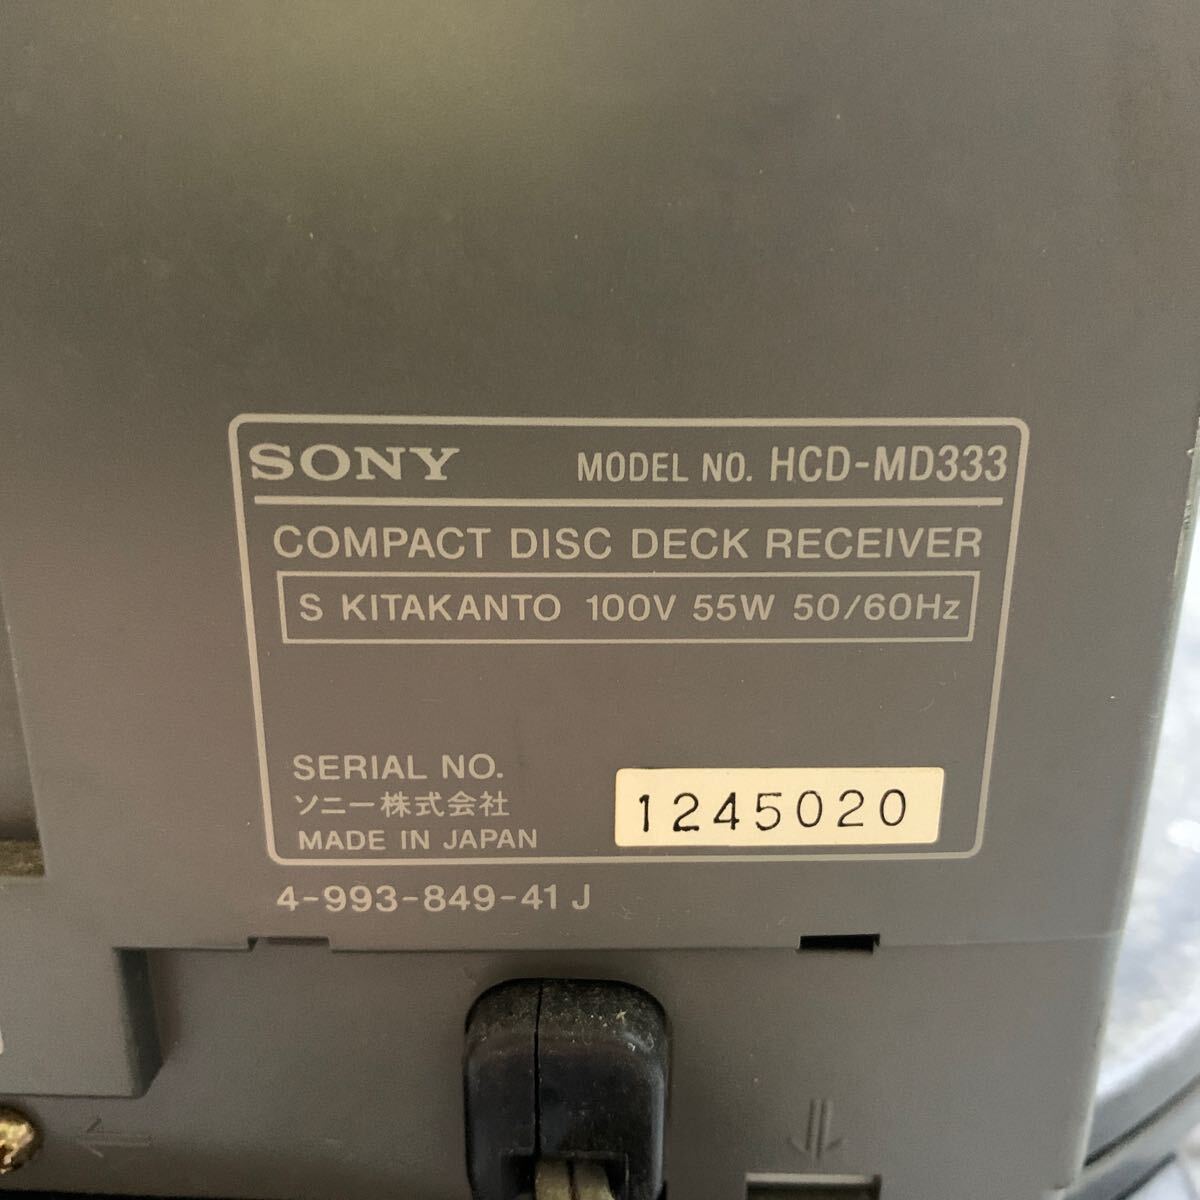 SONY MODEL NO. HCD-MD333
COMPACT DISC DECK RECEIVER
S KITAKANTO 100V 55W 50/60Hz
SERIAL NO.
ソニー株式会社
MADE IN JAPAN
1245020
4-993-849-41 J